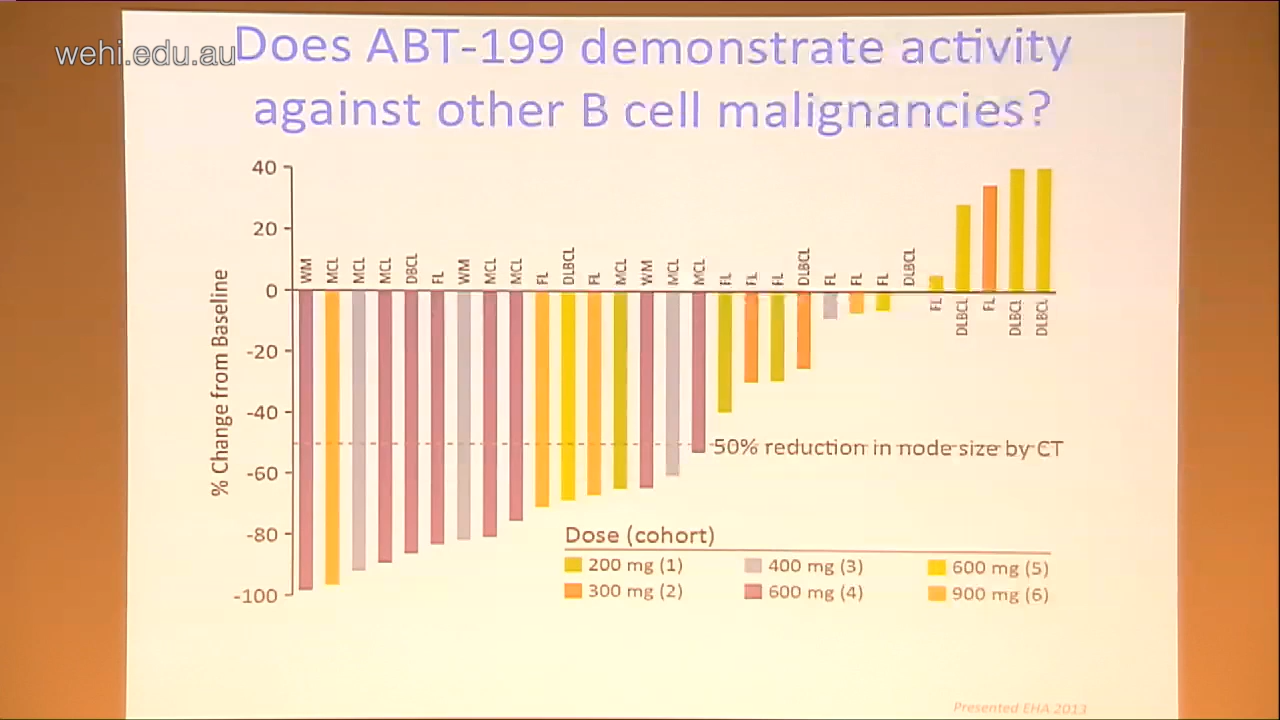 wehi.edu.au
Does ABT-199 demonstrate activity
against other B cell malignancies?
% Change from Baseline
40
20
0
-20
-40
-60
-80
-100
WM MCL MCL MCL DBCL FL WM MCL MCL FL DLBCL FL MCL WM MCL MCL FL FL FL DLBCL FL FL FL DLBCL
FL DLBCL FL DLBCL DLBCL
50% reduction in node size by CT
Dose (cohort)
200 mg (1) 400 mg (3) 600 mg (5)
300 mg (2) 600 mg (4) 900 mg (6)
Presented EHA 2013